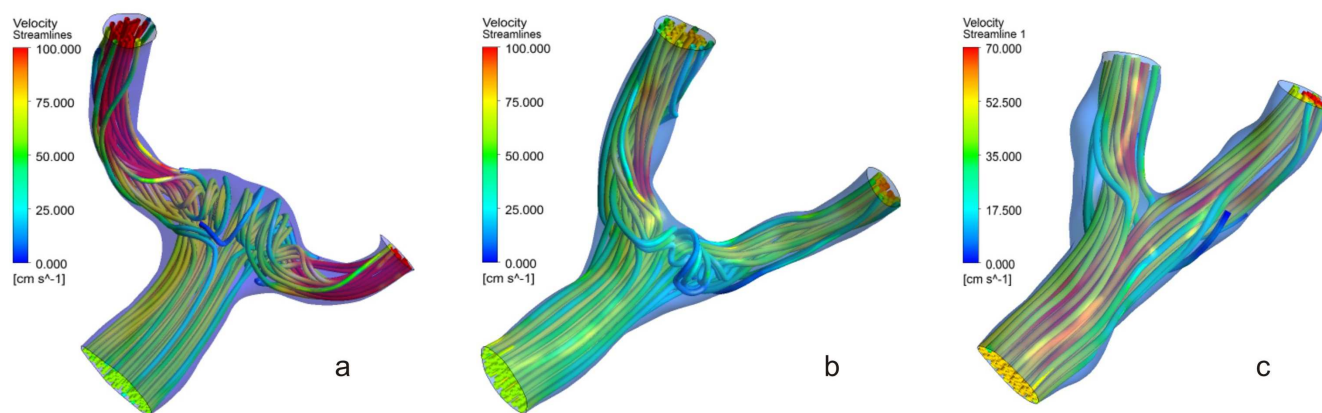 Velocity
Streamlines
100.000
75.000
50.000
25.000
0.000
[cm s^-1]
a
Velocity
Streamlines
100.000
75.000
50.000
25.000
0.000
[cm s^-1]
b
Velocity
Streamline 1
70.000
52.500
35.000
17.500
0.000
[cm s^-1]
c